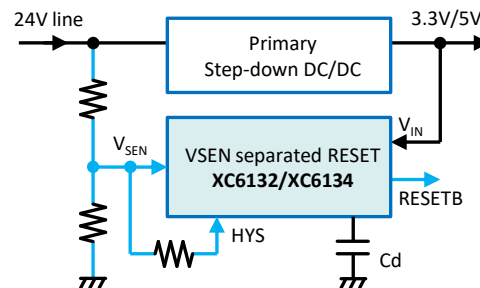 24V line
3.3V/5V
Primary
Step-down DC/DC
VIN
VSEN
VSEN separated RESET
XC6132/XC6134
RESETB
HYS
Cd